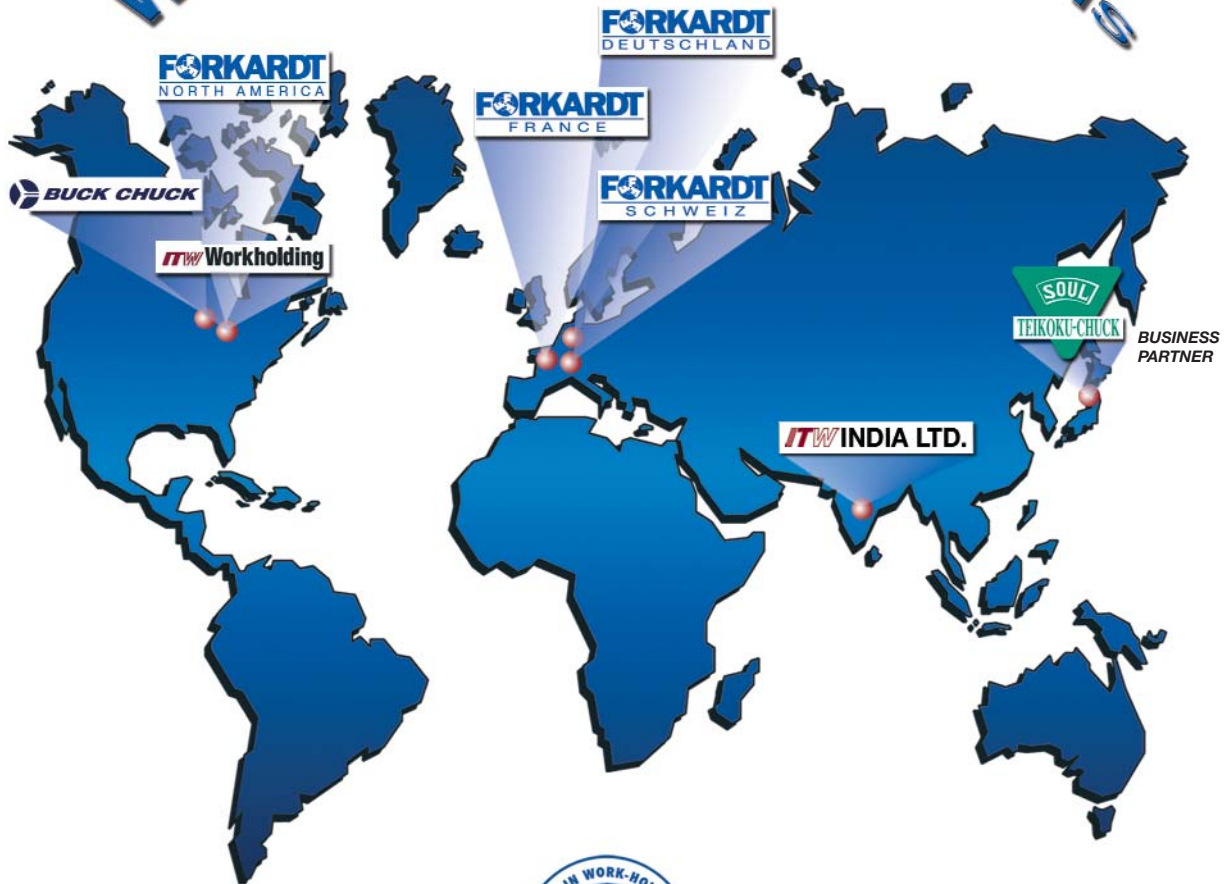 FORKARDT
DEUTSCHLAND
FORKARDT
NORTH AMERICA
FORKARDT
FRANCE
FORKARDT
SCHWEIZ
BUCK CHUCK
ITW Workholding
SOUL
TEIKOKU-CHUCK
BUSINESS
PARTNER
ITW INDIA LTD.
IN WORK-HO